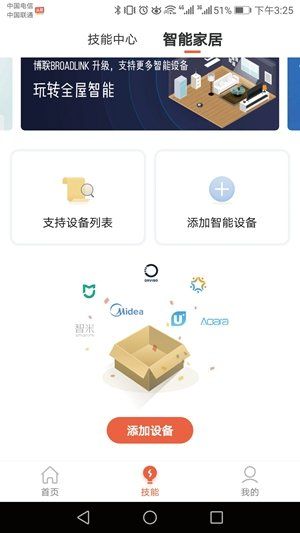 中国电信
中国联通
51% 下午3:25
技能中心 智能家居
博联BROADLINK 升级，支持更多智能设备
玩转全屋智能
支持设备列表 添加智能设备
ORVIBO
Midea
Aqara
智米
smartmi
添加设备
首页 技能 我的